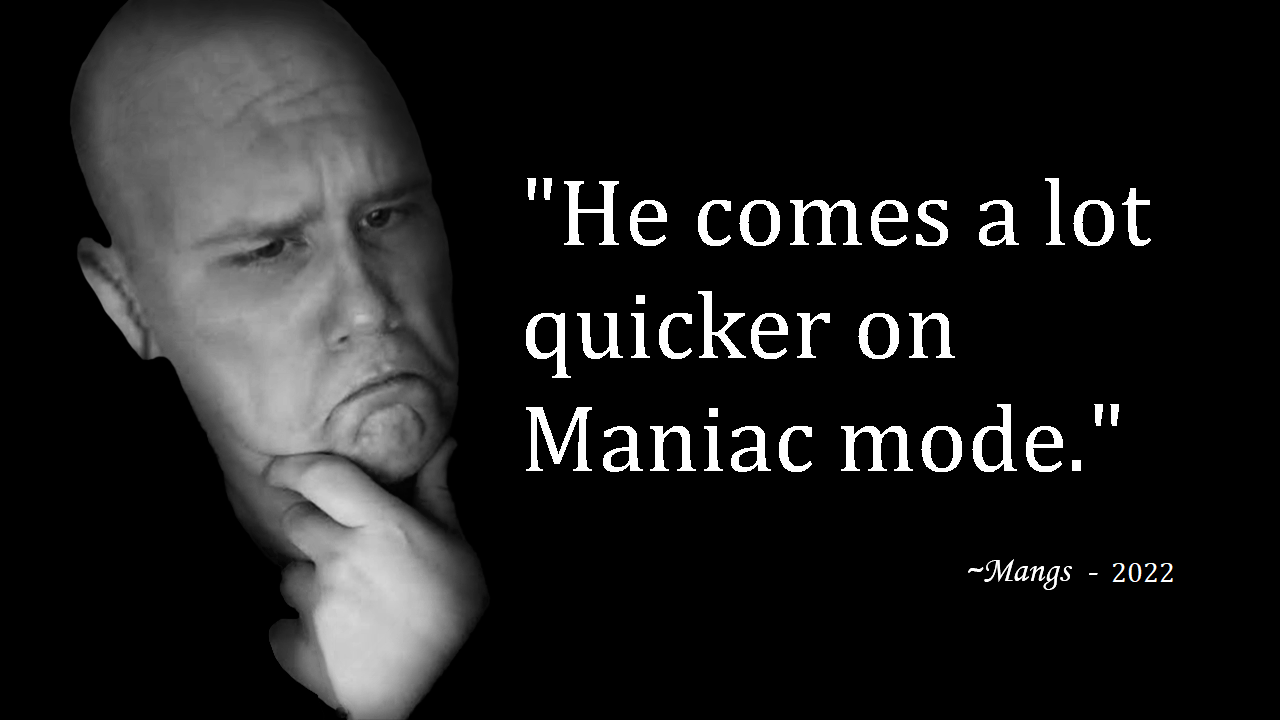 "He comes a lot
quicker on
Maniac mode."
~Mangs - 2022